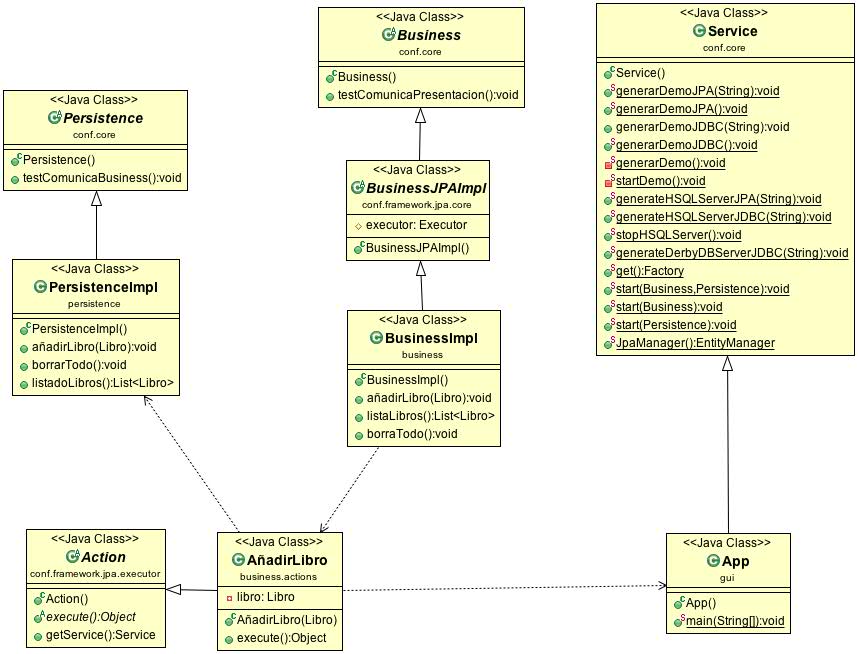 <<Java Class>>
Business
conf.core
Business()
testComunicaPresentacion():void
<<Java Class>>
Service
conf.core
Service()
generarDemoJPA(String):void
generarDemoJPA():void
generarDemoJDBC(String):void
generarDemoJDBC():void
generarDemo():void
startDemo():void
generateHSQLServerJPA(String):void
generateHSQLServerJDBC(String):void
stopHSQLServer():void
generateDerbyDBServerJDBC(String):void
get():Factory
start(Business,Persistence):void
start(Business):void
start(Persistence):void
JpaManager():EntityManager
<<Java Class>>
Persistence
conf.core
Persistence()
testComunicaBusiness():void
<<Java Class>>
BusinessJPAImpl
conf.framework.jpa.core
executor: Executor
BusinessJPAImpl()
<<Java Class>>
PersistenceImpl
persistence
PersistenceImpl()
añadirLibro(Libro):void
borrarTodo():void
listadoLibros():List<Libro>
<<Java Class>>
BusinessImpl
business
BusinessImpl()
añadirLibro(Libro):void
listaLibros():List<Libro>
borraTodo():void
<<Java Class>>
Action
conf.framework.jpa.executor
Action()
execute():Object
getService():Service
<<Java Class>>
AñadirLibro
business.actions
libro: Libro
AñadirLibro(Libro)
execute():Object
<<Java Class>>
App
gui
App()
main(String[]):void